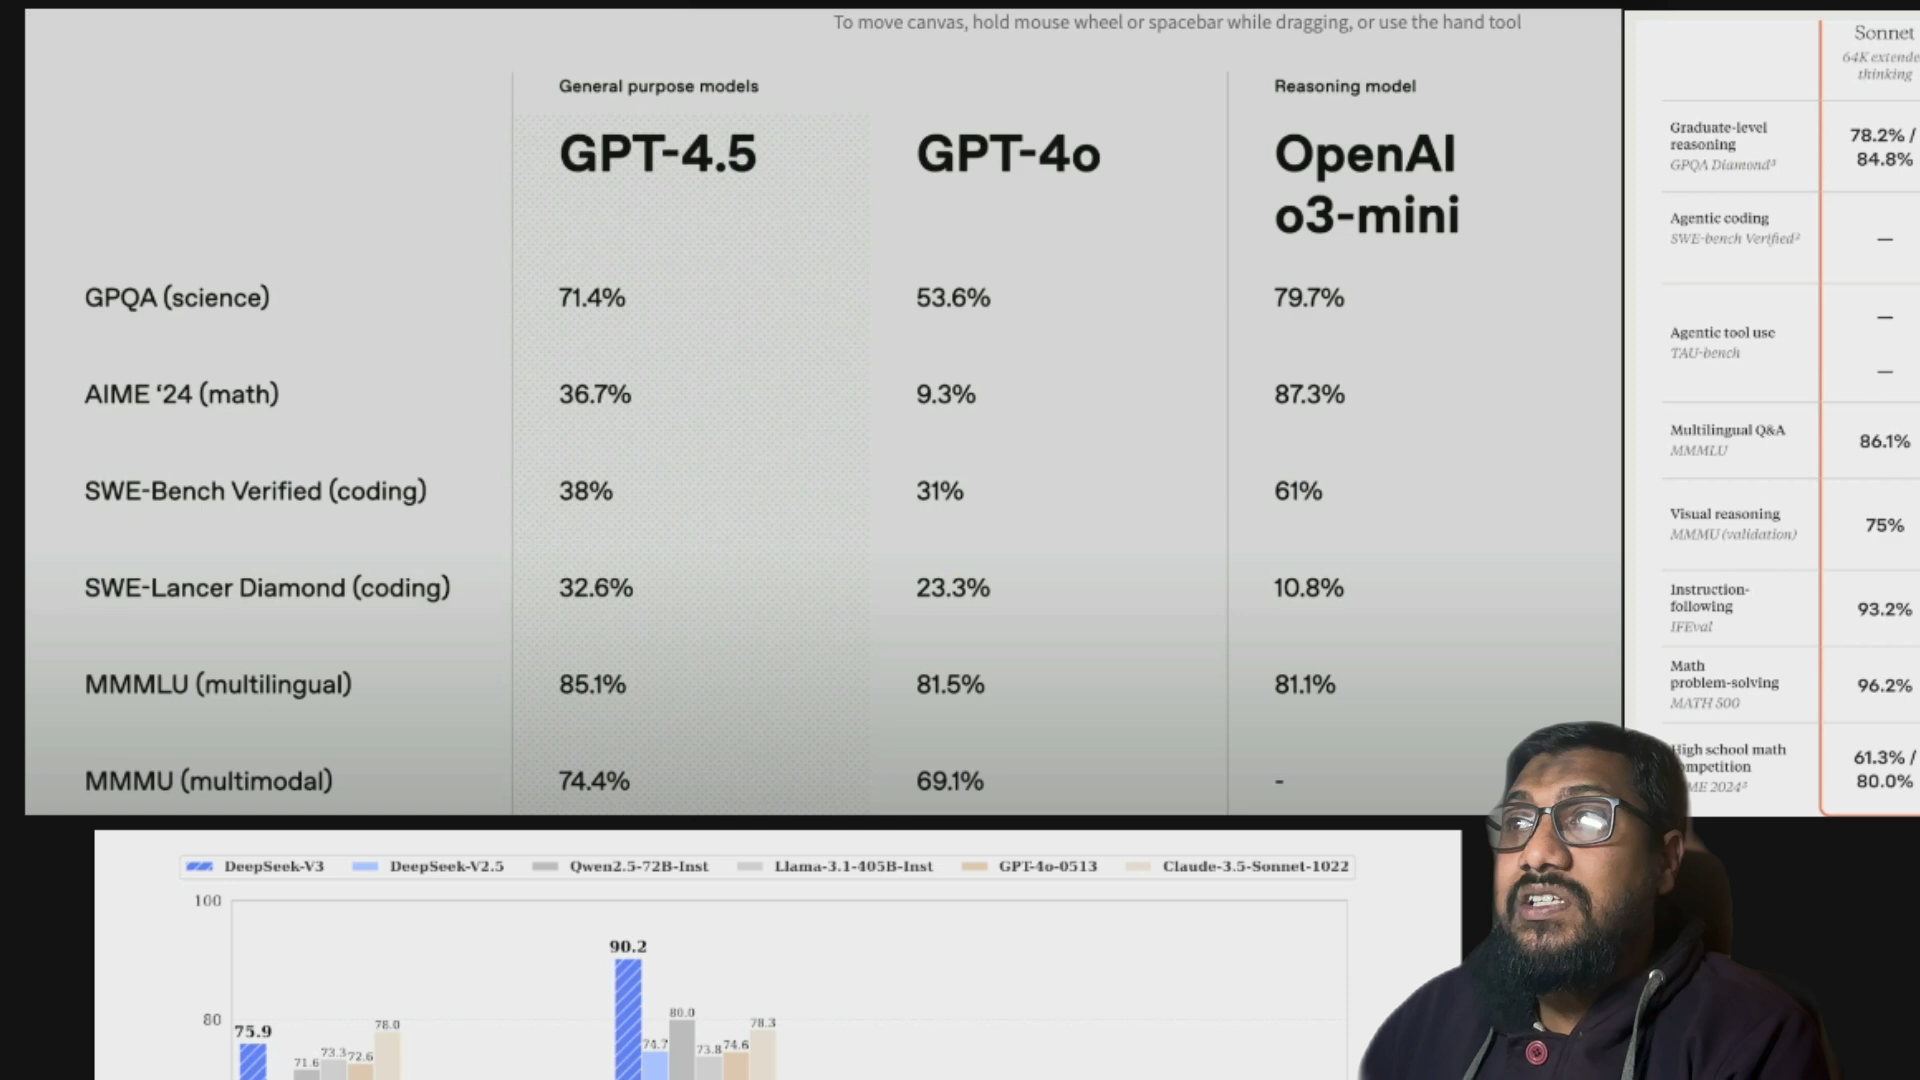 To move canvas, hold mouse wheel or spacebar while dragging, or use the hand tool
General purpose models
Reasoning model
GPT-4.5
GPT-4o
OpenAI
o3-mini
GPQA (science)
71.4%
53.6%
79.7%
AIME ‘24 (math)
36.7%
9.3%
87.3%
SWE-Bench Verified (coding)
38%
31%
61%
SWE-Lancer Diamond (coding)
32.6%
23.3%
10.8%
MMMLU (multilingual)
85.1%
81.5%
81.1%
MMMU (multimodal)
74.4%
69.1%
-
Sonnet
64K extende
thinking
Graduate-level
reasoning
GPQA Diamond³
78.2% /
84.8%
Agentic coding
SWE-bench Verified²
—
Agentic tool use
TAU-bench
—
—
Multilingual Q&A
MMMLU
86.1%
Visual reasoning
MMMU (validation)
75%
Instruction-
following
IFEval
93.2%
Math
problem-solving
MATH 500
96.2%
High school math
ompetition
ME 2024³
61.3% /
80.0%
DeepSeek-V3
DeepSeek-V2.5
Qwen2.5-72B-Inst
Llama-3.1-405B-Inst
GPT-4o-0513
Claude-3.5-Sonnet-1022
100
80
75.9
71.6
73.3
72.6
78.0
90.2
74.7
80.0
73.8
74.6
78.3